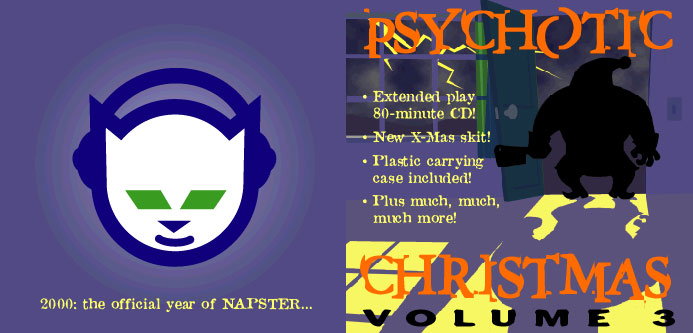 2000: the official year of NAPSTER...
PSYCHOTIC
• Extended play
80-minute CD!
• New X-Mas skit!
• Plastic carrying
case included!
• Plus much, much,
much more!
CHRISTMAS
VOLUME 3